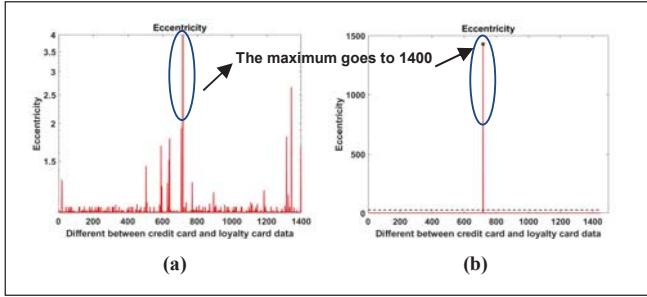 Eccentricity
4
3.5
3
2.5
2
1.5
Eccentricity
0 200 400 600 800 1000 1200 1400
Different between credit card and loyalty card data
(a)
The maximum goes to 1400
Eccentricity
1500
1000
500
0
Eccentricity
0 200 400 600 800 1000 1200 1400
Different between credit card and loyalty card data
(b)